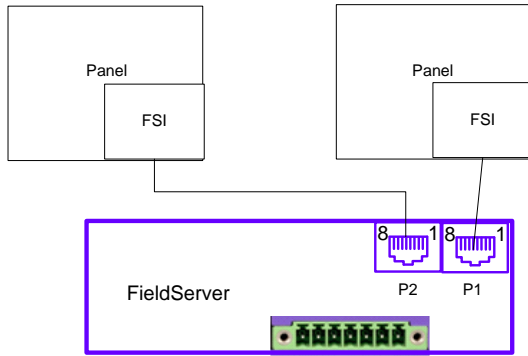 Panel
FSI
Panel
FSI
8 1
8 1
P2
P1
FieldServer